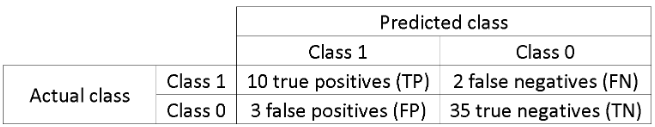 Predicted class
Class 1 Class 0
Actual class Class 1 10 true positives (TP) 2 false negatives (FN)
Class 0 3 false positives (FP) 35 true negatives (TN)